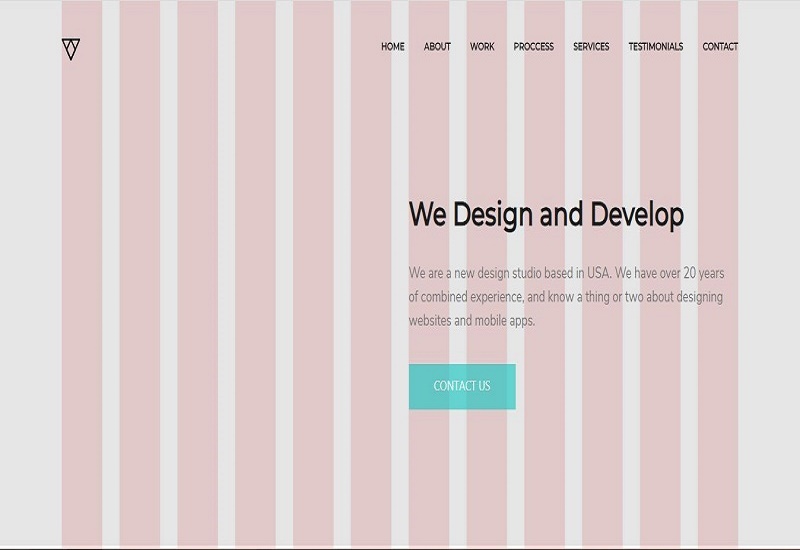 HOME ABOUT WORK PROCCESS SERVICES TESTIMONIALS CONTACT
We Design and Develop
We are a new design studio based in USA. We have over 20 years
of combined experience, and know a thing or two about designing
websites and mobile apps.
CONTACT US